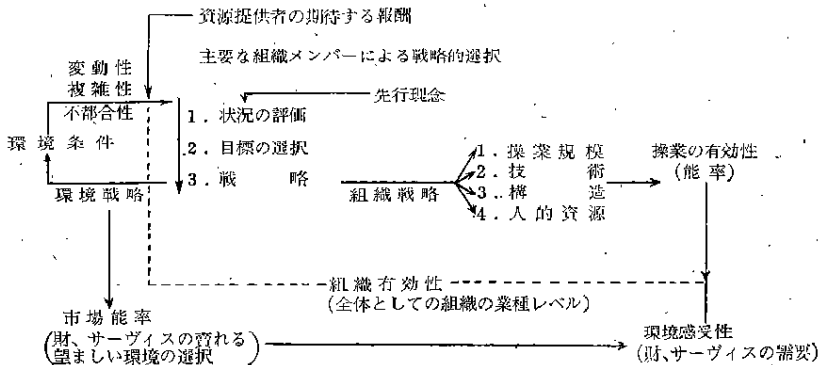 資源提供者の期待する報酬
主要な組織メンバーによる戦略的選択
変動性
複雑性
不部合性
先行理念
環境条件
1．状況の評価
2．目標の選択
3．戦略
環境戦略
組織戦略
1．操業規模
2．技術
3．構造
4．人的資源
操業の有効性
(能率)
組織有効性
(全体としての組織の業種レベル)
市場能率
(財、サーヴィスの売れる
望ましい環境の選択)
環境感受性
(財、サーヴィスの需要)